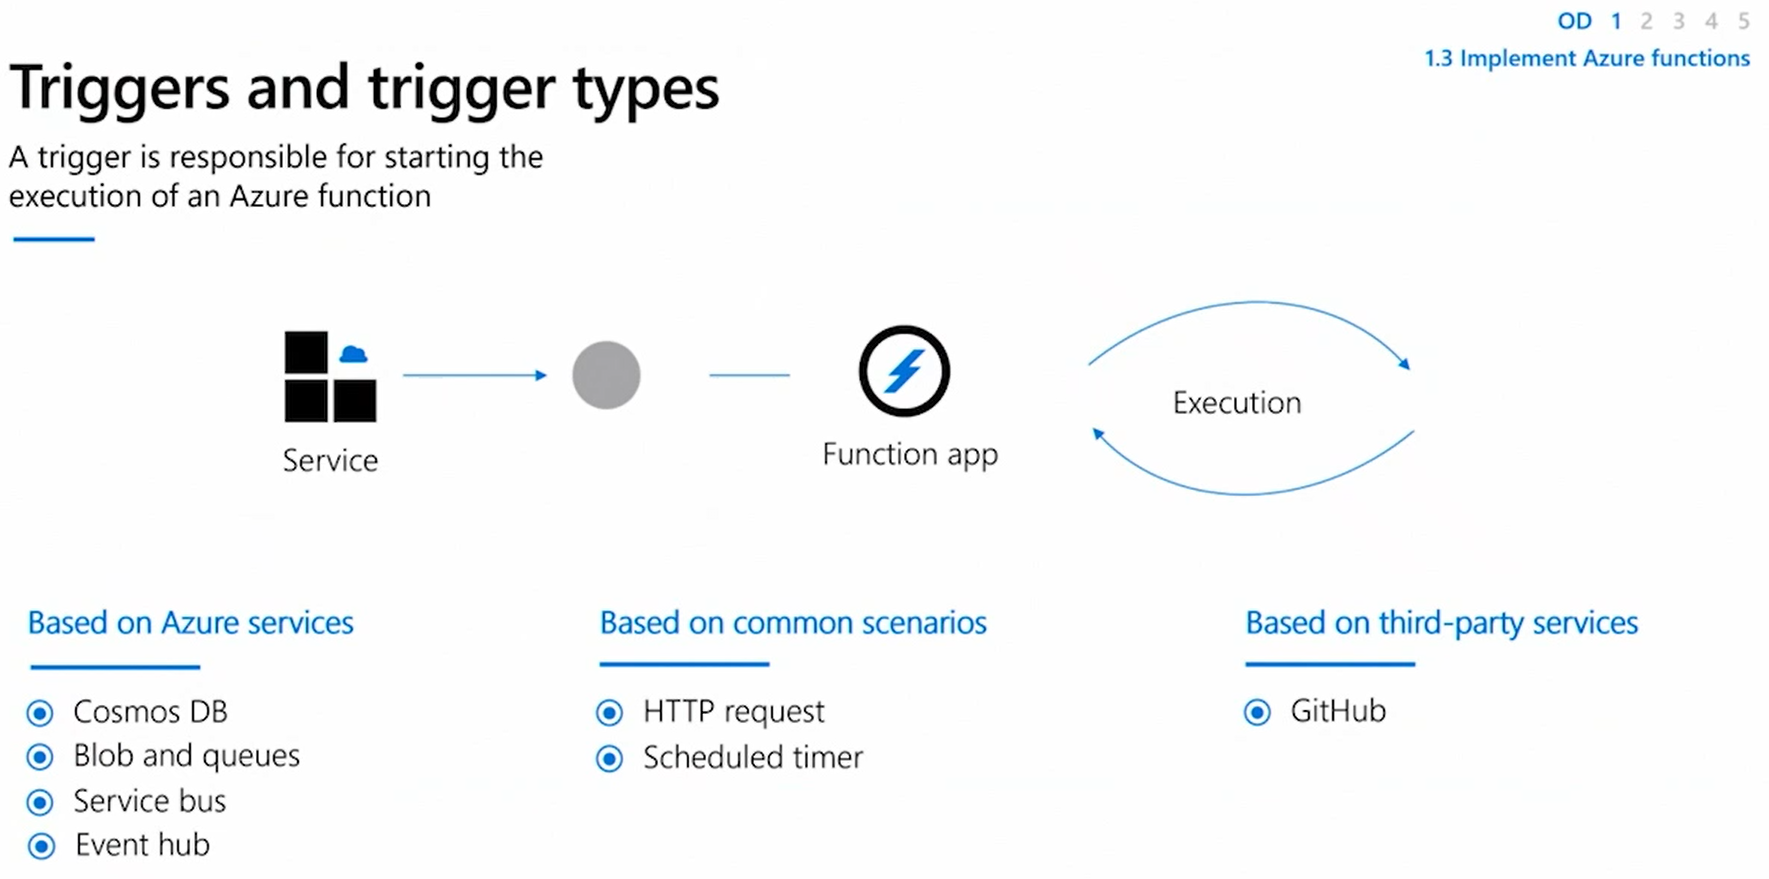 OD 1 2 3 4 5
1.3 Implement Azure functions
Triggers and trigger types
A trigger is responsible for starting the
execution of an Azure function
Service
Function app
Execution
Based on Azure services
Cosmos DB
Blob and queues
Service bus
Event hub
Based on common scenarios
HTTP request
Scheduled timer
Based on third-party services
GitHub